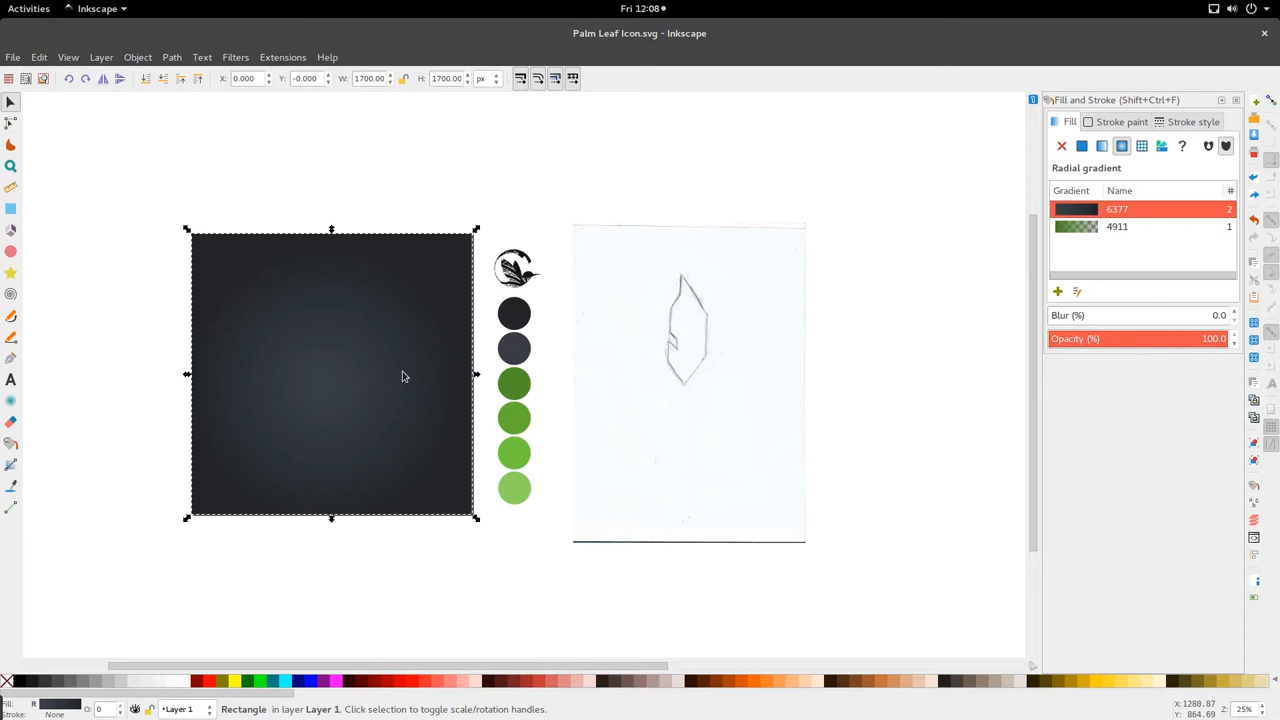 Activities
Inkscape
Fri 12:08
Palm Leaf Icon.svg - Inkscape
File Edit View Layer Object Path Text Filters Extensions Help
X: 0.000 Y: -0.000 W: 1700.00 H: 1700.00 px
Fill and Stroke (Shift+Ctrl+F)
Fill Stroke paint Stroke style
Radial gradient
Gradient Name #
6377 2
4911 1
Blur (%) 0.0
Opacity (%) 100.0
Fill: R O: 0 Layer 1 Rectangle in layer Layer 1. Click selection to toggle scale/rotation handles. X: 1280.87 Z: 25%
Stroke: None Y: 864.69